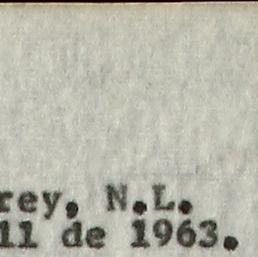 rey, N.L.
11 de 1963.